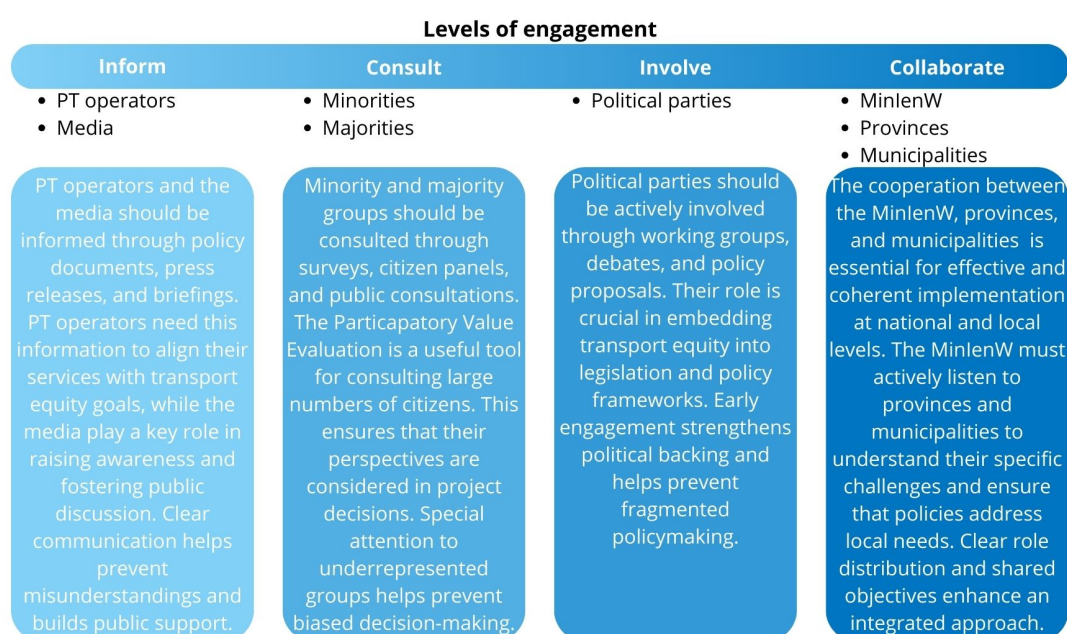 Levels of engagement
Inform
Consult
Involve
Collaborate
• PT operators
• Media
• Minorities
• Majorities
• Political parties
• MinIenW
• Provinces
• Municipalities
PT operators and the
media should be
informed through policy
documents, press
releases, and briefings.
PT operators need this
information to align their
services with transport
equity goals, while the
media play a key role in
raising awareness and
fostering public
discussion. Clear
communication helps
prevent
misunderstandings and
builds public support.
Minority and majority
groups should be
consulted through
surveys, citizen panels,
and public consultations.
The Particapatory Value
Evaluation is a useful tool
for consulting large
numbers of citizens. This
ensures that their
perspectives are
considered in project
decisions. Special
attention to
underrepresented
groups helps prevent
biased decision-making.
Political parties should
be actively involved
through working groups,
debates, and policy
proposals. Their role is
crucial in embedding
transport equity into
legislation and policy
frameworks. Early
engagement strengthens
political backing and
helps prevent
fragmented
policymaking.
The cooperation between
the MinIenW, provinces,
and municipalities is
essential for effective and
coherent implementation
at national and local
levels. The MinIenW must
actively listen to
provinces and
municipalities to
understand their specific
challenges and ensure
that policies address
local needs. Clear role
distribution and shared
objectives enhance an
integrated approach.